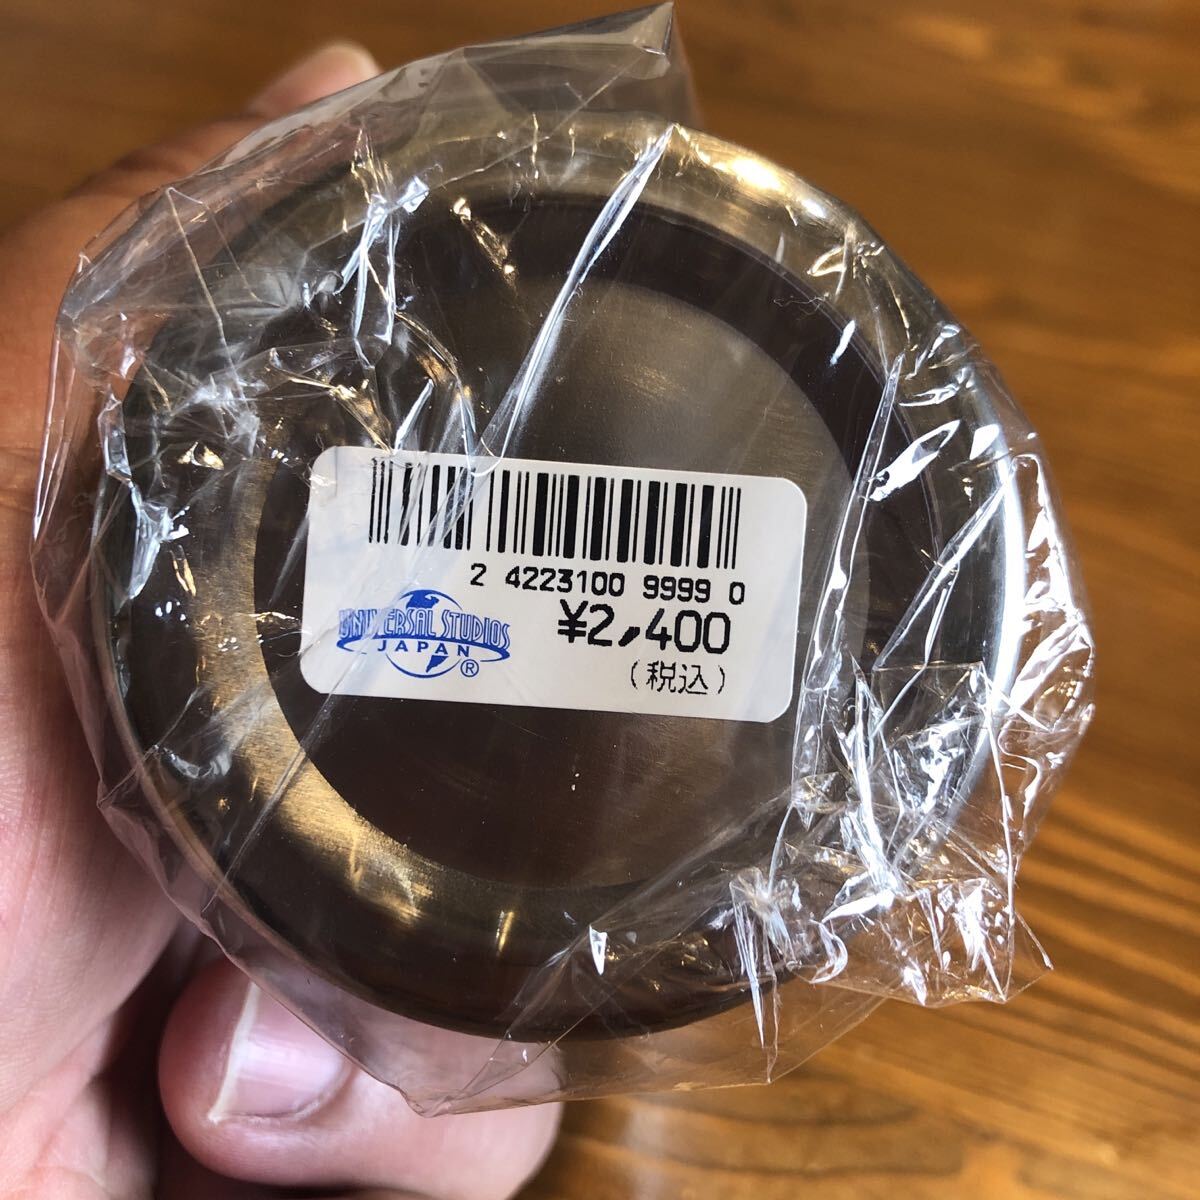 2 4223100 9999 0
UNIVERSAL STUDIOS
JAPAN ®
¥2,400
(税込)